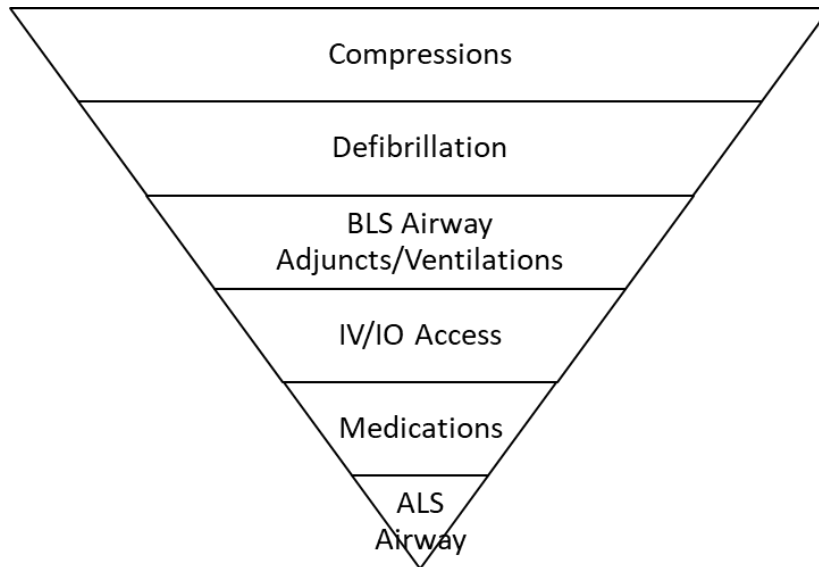 Compressions
Defibrillation
BLS Airway
Adjuncts/Ventilations
IV/IO Access
Medications
ALS
Airway